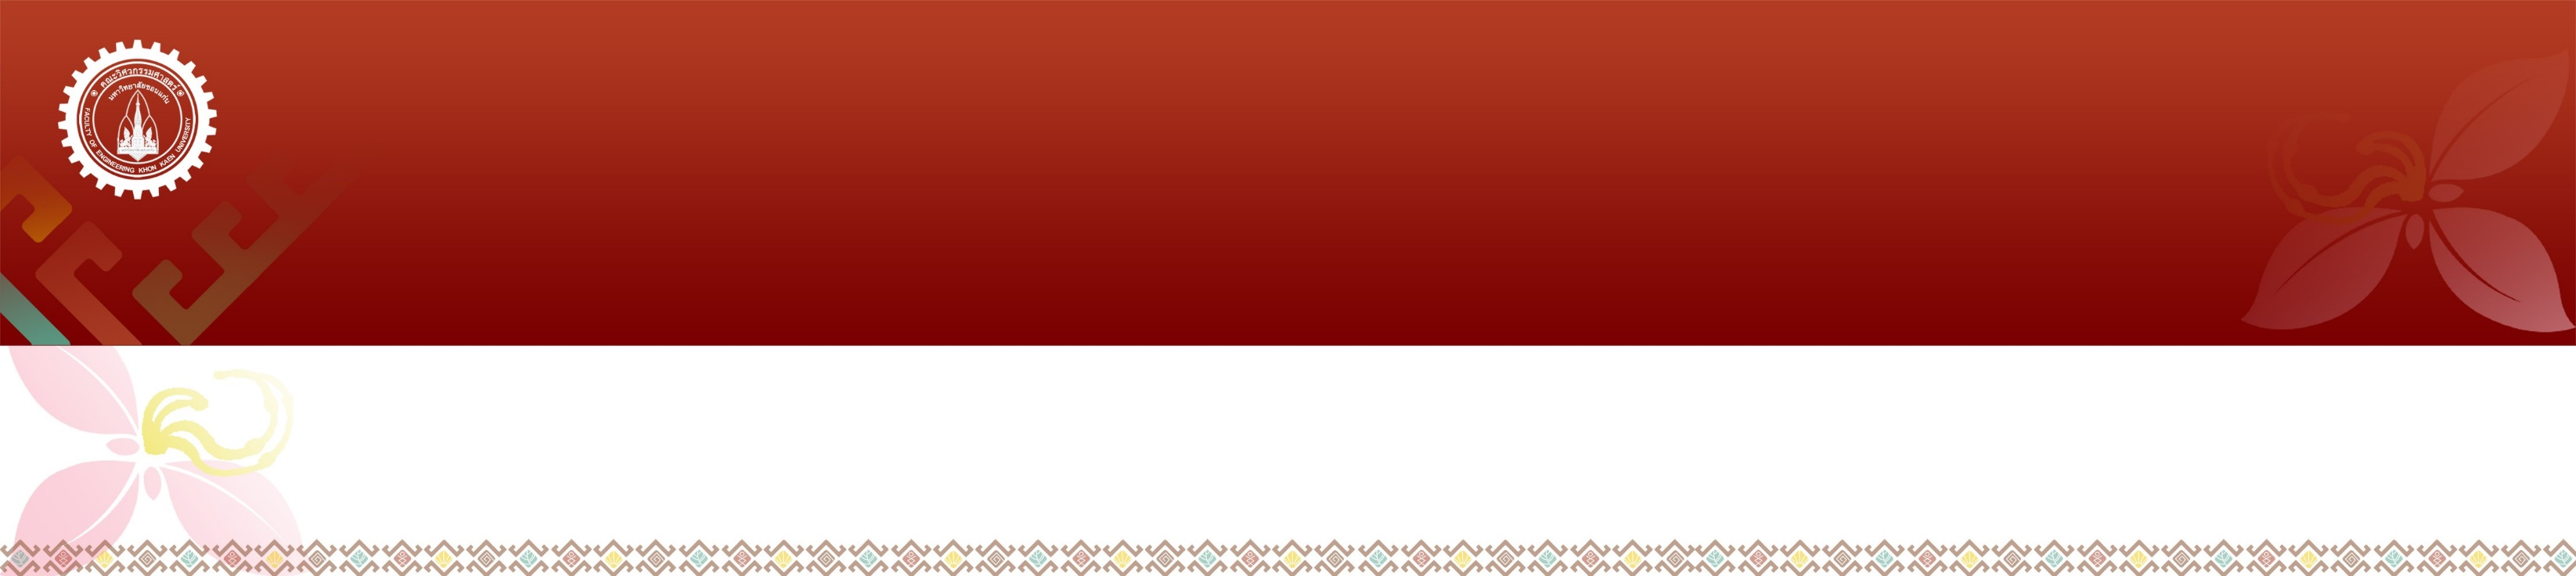 คณะวิศวกรรมศาสตร์
มหาวิทยาลัยขอนแก่น
FACULTY OF ENGINEERING KHON KAEN UNIVERSITY